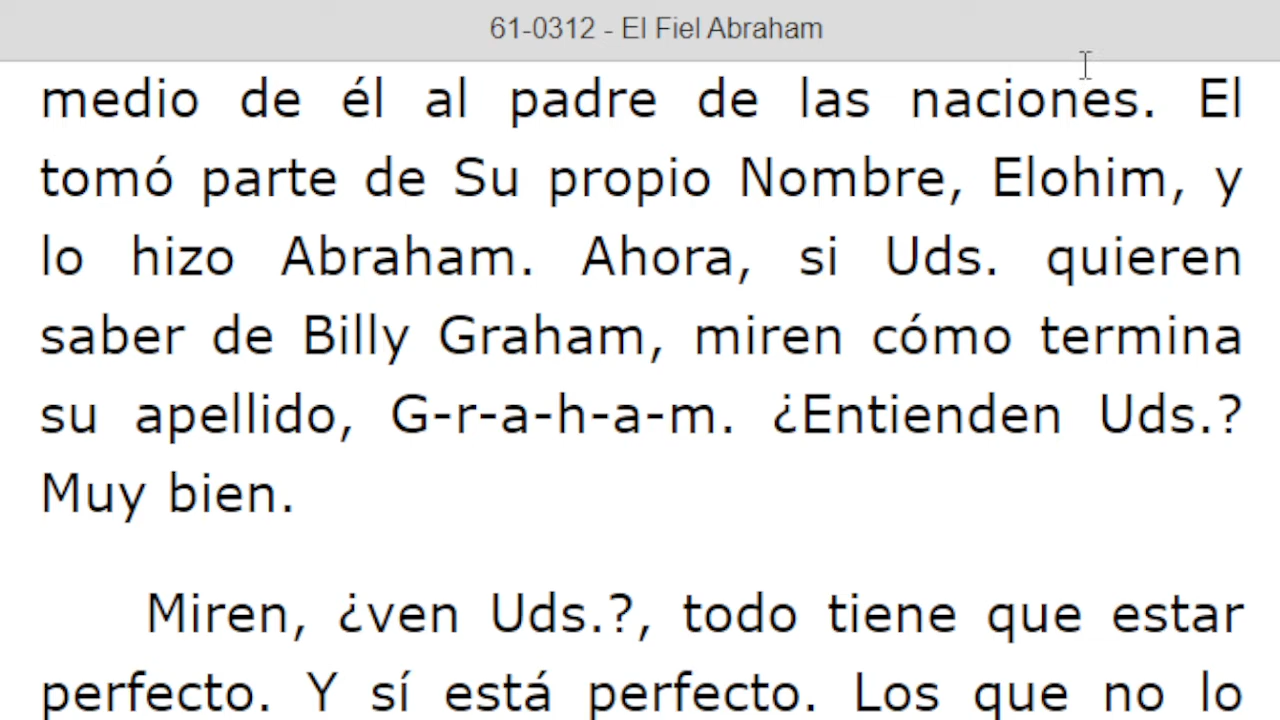 61-0312 - El Fiel Abraham
medio de él al padre de las naciones. El
tomó parte de Su propio Nombre, Elohim, y
lo hizo Abraham. Ahora, si Uds. quieren
saber de Billy Graham, miren cómo termina
su apellido, G-r-a-h-a-m. ¿Entienden Uds.?
Muy bien.
Miren, ¿ven Uds.?, todo tiene que estar
perfecto. Y sí está perfecto. Los que no lo